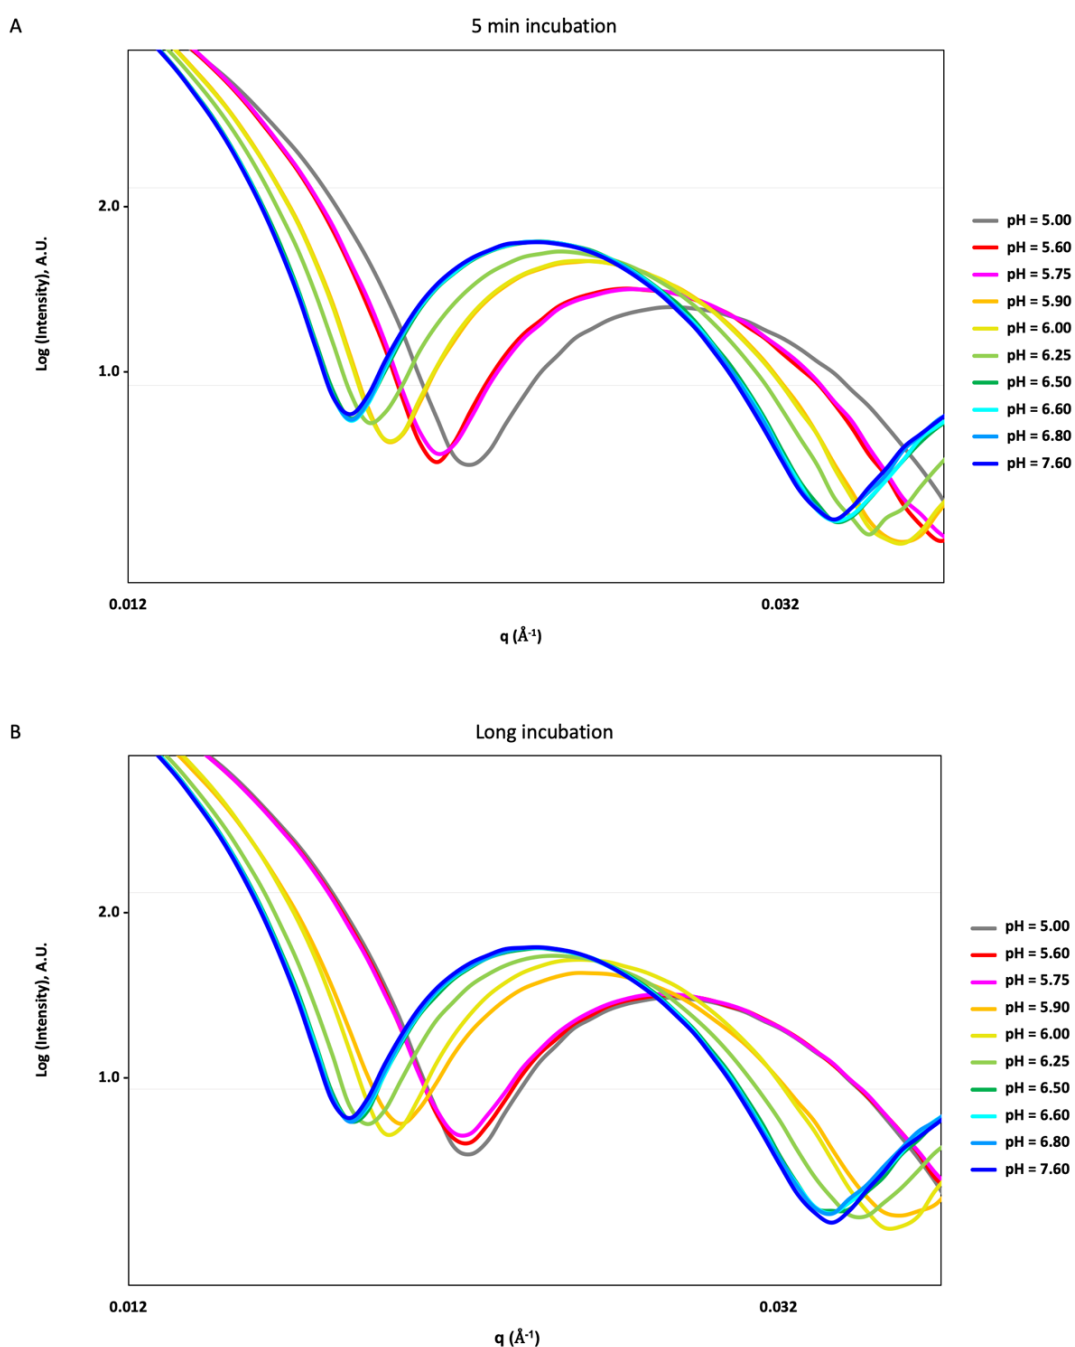 A
5 min incubation
2.0
1.0
Log (Intensity), A.U.
0.012
0.032
q (Å⁻¹)
pH = 5.00
pH = 5.60
pH = 5.75
pH = 5.90
pH = 6.00
pH = 6.25
pH = 6.50
pH = 6.60
pH = 6.80
pH = 7.60
B
Long incubation
2.0
1.0
Log (Intensity), A.U.
0.012
0.032
q (Å⁻¹)
pH = 5.00
pH = 5.60
pH = 5.75
pH = 5.90
pH = 6.00
pH = 6.25
pH = 6.50
pH = 6.60
pH = 6.80
pH = 7.60